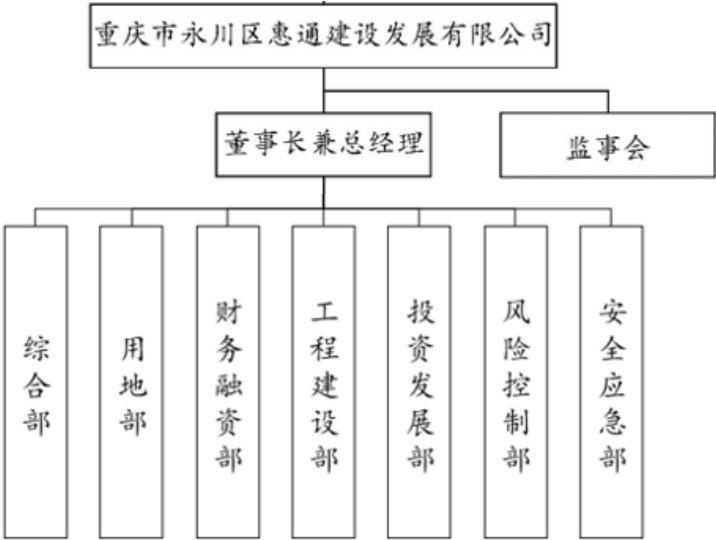 重庆市永川区惠通建设发展有限公司
董事长兼总经理
监事会
综合部
用地部
财务融资部
工程建设部
投资发展部
风险控制部
安全应急部